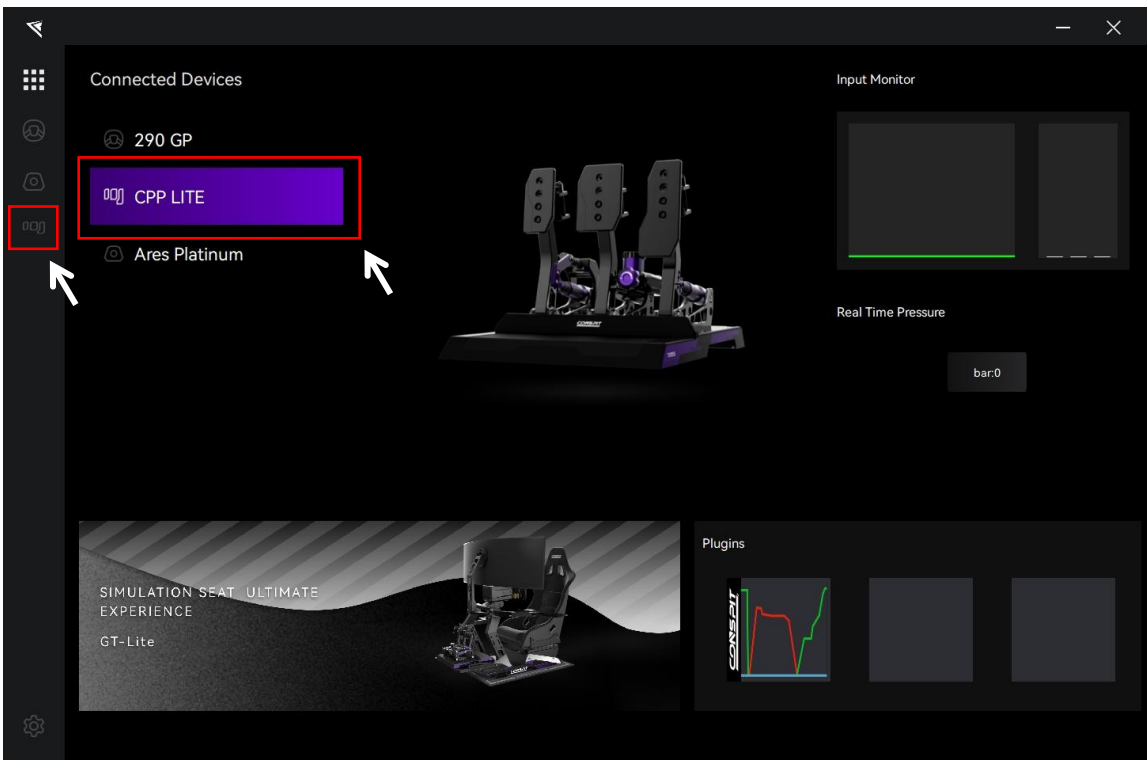 Connected Devices
290 GP
CPP LITE
Ares Platinum
Input Monitor
Real Time Pressure
bar:0
SIMULATION SEAT ULTIMATE
EXPERIENCE
GT-Lite
Plugins
CONSPIT